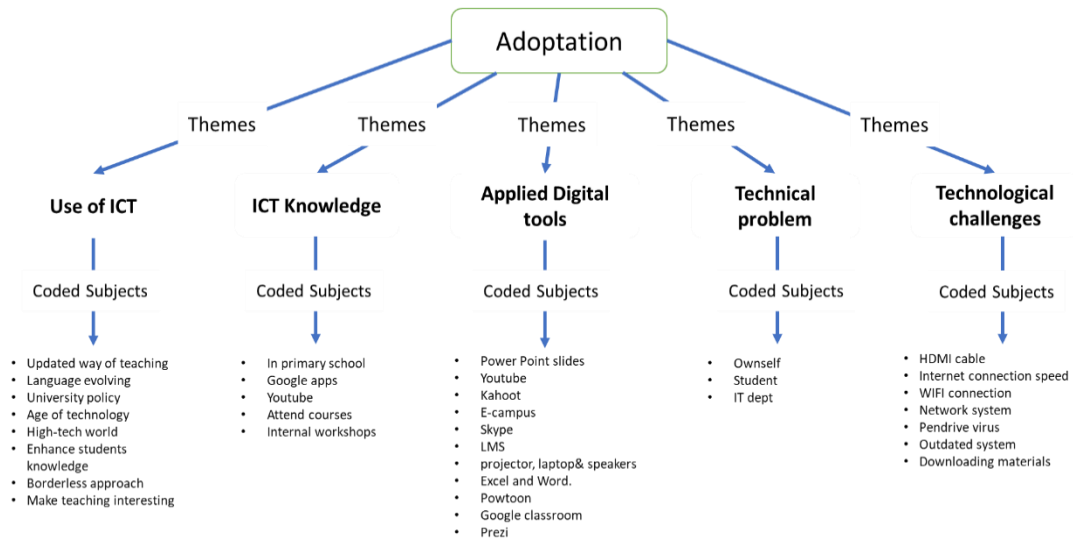 Adoptation
Themes
Themes
Themes
Themes
Themes
Use of ICT
ICT Knowledge
Applied Digital
tools
Technical
problem
Technological
challenges
Coded Subjects
Coded Subjects
Coded Subjects
Coded Subjects
Coded Subjects
• Updated way of teaching
• Language evolving
• University policy
• Age of technology
• High-tech world
• Enhance students
knowledge
• Borderless approach
• Make teaching interesting
• In primary school
• Google apps
• Youtube
• Attend courses
• Internal workshops
• Power Point slides
• Youtube
• Kahoot
• E-campus
• Skype
• LMS
• projector, laptop& speakers
• Excel and Word.
• Powtoon
• Google classroom
• Prezi
• Ownself
• Student
• IT dept
• HDMI cable
• Internet connection speed
• WIFI connection
• Network system
• Pendrive virus
• Outdated system
• Downloading materials